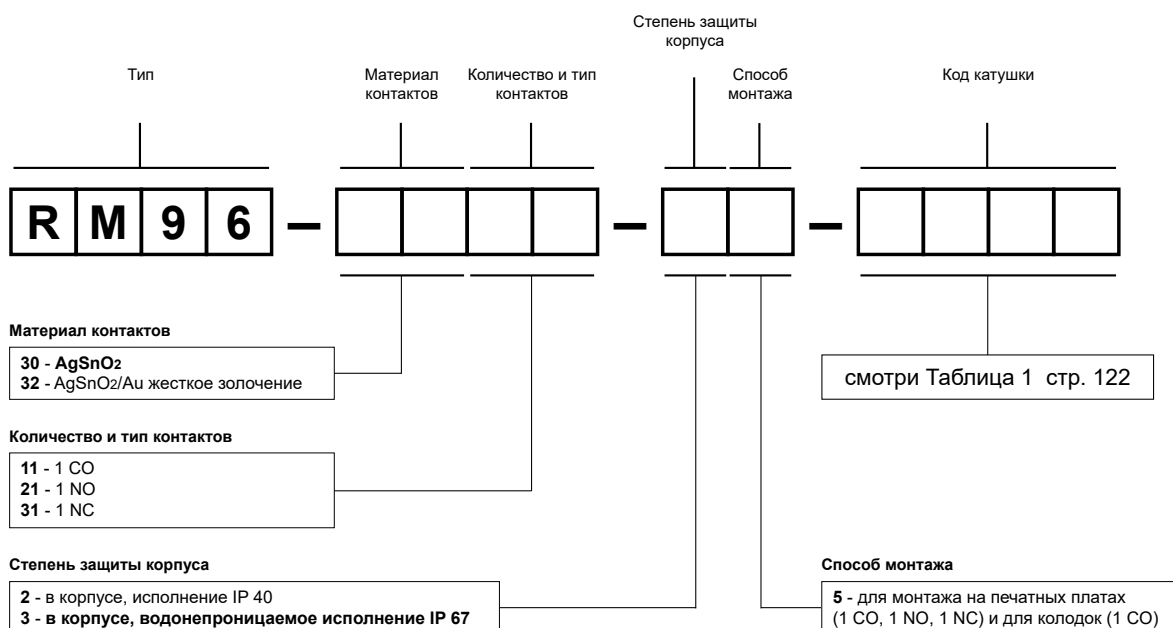 Степень защиты
корпуса
Тип
Материал
контактов
Количество и тип
контактов
Способ
монтажа
Код катушки
R M 9 6 – – –
Материал контактов
30 - AgSnO2
32 - AgSnO2/Au жесткое золочение
смотри Таблица 1 стр. 122
Количество и тип контактов
11 - 1 CO
21 - 1 NO
31 - 1 NC
Степень защиты корпуса
2 - в корпусе, исполнение IP 40
3 - в корпусе, водонепроницаемое исполнение IP 67
Способ монтажа
5 - для монтажа на печатных платах
(1 CO, 1 NO, 1 NC) и для колодок (1 CO)